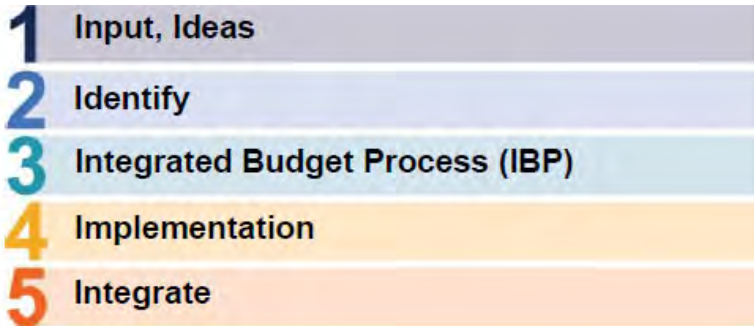 1 Input, Ideas
2 Identify
3 Integrated Budget Process (IBP)
4 Implementation
5 Integrate